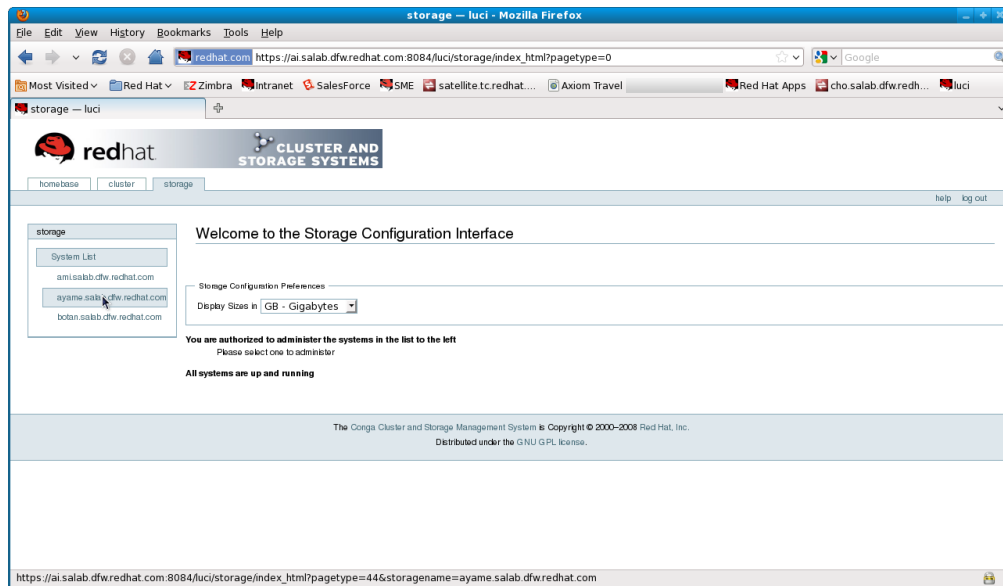 storage — luci - Mozilla Firefox
File Edit View History Bookmarks Tools Help
redhat.com https://ai.salab.dfw.redhat.com:8084/luci/storage/index_html?pagetype=0 Google
Most Visited Red Hat Zimbra Intranet SalesForce SME satellite.tc.redhat.... Axiom Travel Red Hat Apps cho.salab.dfw.redh... luci
storage — luci
redhat. CLUSTER AND
STORAGE SYSTEMS
homebase cluster storage
help log out
storage
Welcome to the Storage Configuration Interface
System List
ami.salab.dfw.redhat.com
ayame.salab.dfw.redhat.com
botan.salab.dfw.redhat.com
Storage Configuration Preferences
Display Sizes in GB - Gigabytes
You are authorized to administer the systems in the list to the left
Please select one to administer
All systems are up and running
The Conga Cluster and Storage Management System is Copyright © 2000–2008 Red Hat, Inc.
Distributed under the GNU GPL license.
https://ai.salab.dfw.redhat.com:8084/luci/storage/index_html?pagetype=44&storagename=ayame.salab.dfw.redhat.com